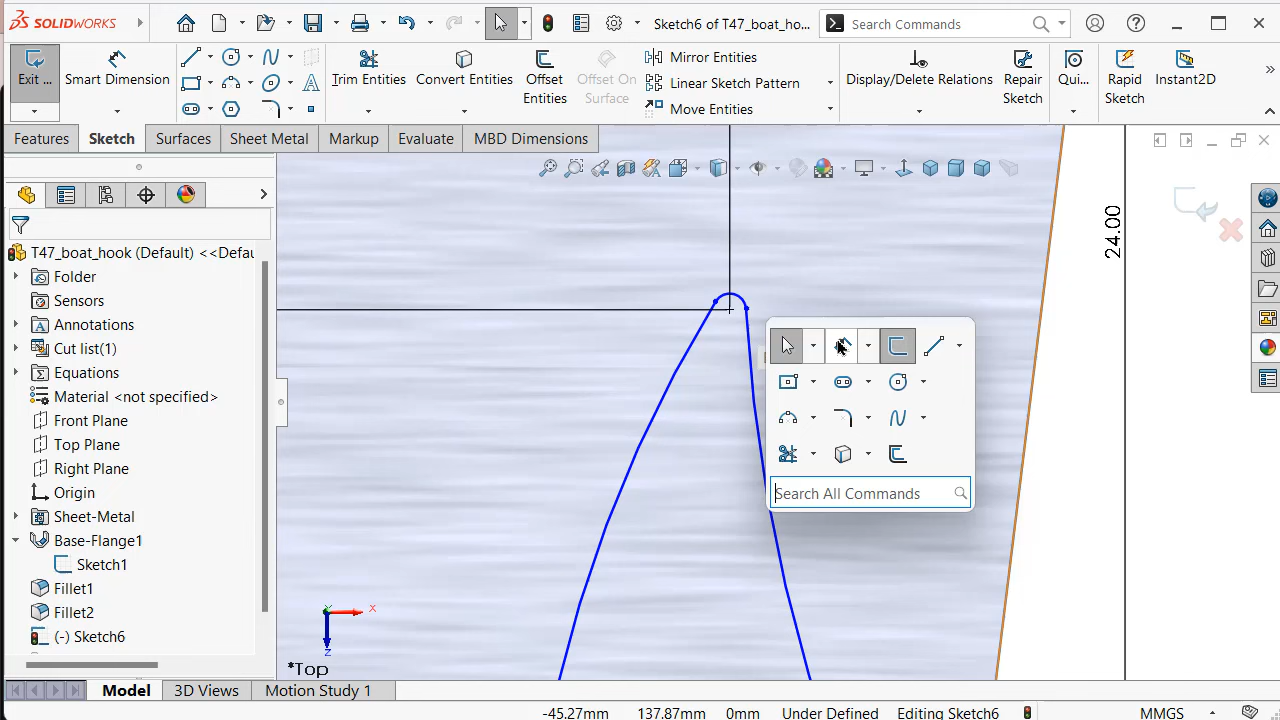 SOLIDWORKS
Sketch6 of T47_boat_ho...
Search Commands
Exit ...
Smart Dimension
Trim Entities
Convert Entities
Offset Entities
Offset On Surface
Mirror Entities
Linear Sketch Pattern
Move Entities
Display/Delete Relations
Repair Sketch
Qui...
Rapid Sketch
Instant2D
Features
Sketch
Surfaces
Sheet Metal
Markup
Evaluate
MBD Dimensions
T47_boat_hook (Default) <<Defau
Folder
Sensors
Annotations
Cut list(1)
Equations
Material <not specified>
Front Plane
Top Plane
Right Plane
Origin
Sheet-Metal
Base-Flange1
Sketch1
Fillet1
Fillet2
(-) Sketch6
24.00
Search All Commands
Y
X
Z
*Top
Model
3D Views
Motion Study 1
-45.27mm
137.87mm
0mm
Under Defined
Editing Sketch6
MMGS